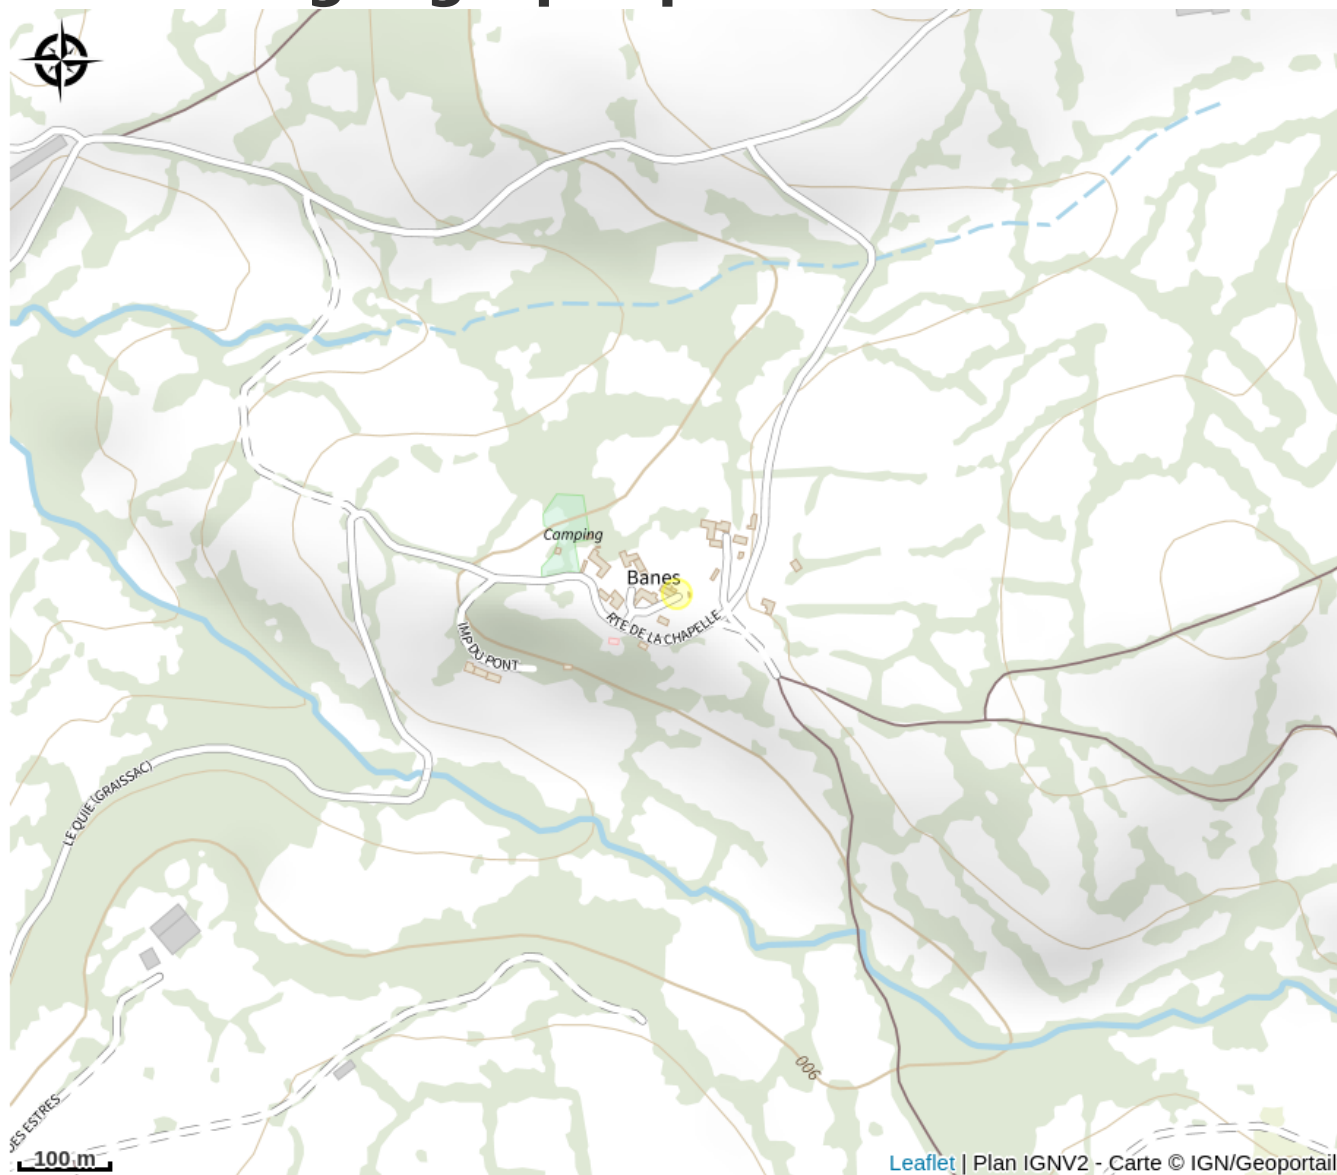 Camping
Banes
RTE DE LA CHAPELLE
IMP DU PONT
LE QUIE (GRAISSAC)
900
DES ESTRES
100 m
Leaflet | Plan IGNV2 - Carte © IGN/Geoportail